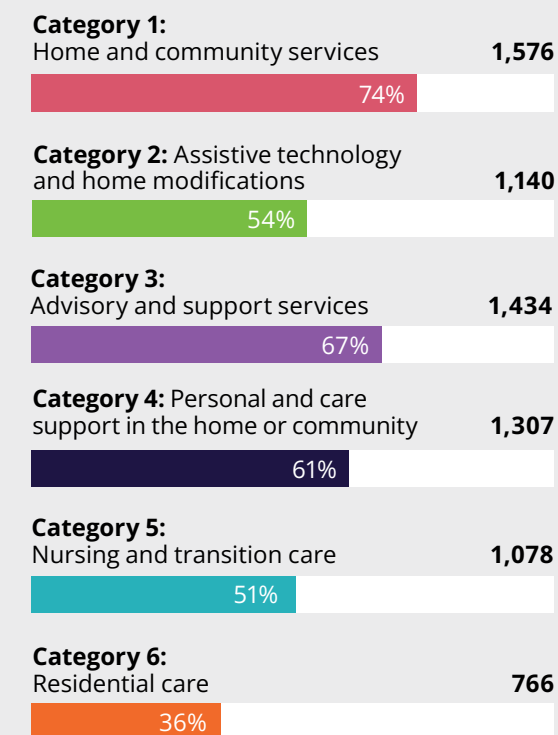 Category 1:
Home and community services 1,576
74%
Category 2: Assistive technology
and home modifications 1,140
54%
Category 3:
Advisory and support services 1,434
67%
Category 4: Personal and care
support in the home or community 1,307
61%
Category 5:
Nursing and transition care 1,078
51%
Category 6:
Residential care 766
36%